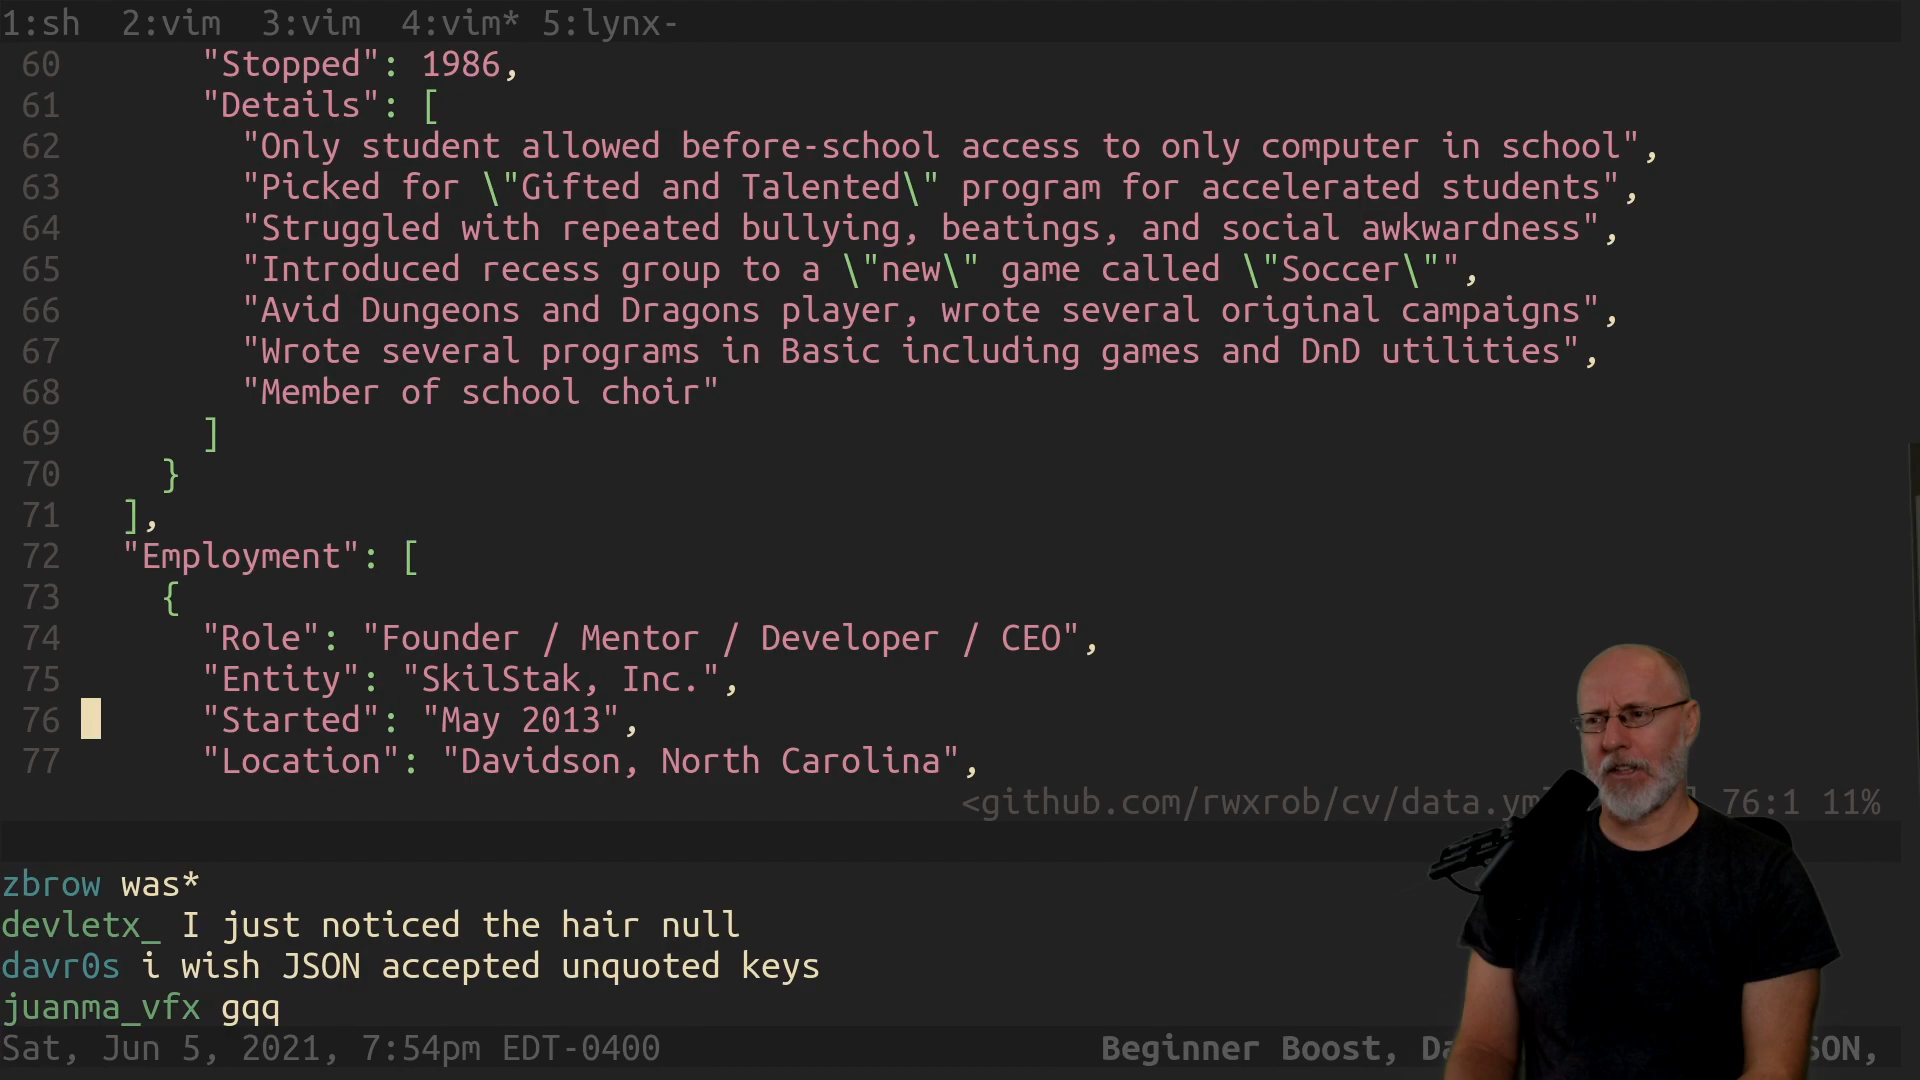 1:sh  2:vim  3:vim  4:vim* 5:lynx-
60       "Stopped": 1986,
61       "Details": [
62         "Only student allowed before-school access to only computer in school",
63         "Picked for \"Gifted and Talented\" program for accelerated students",
64         "Struggled with repeated bullying, beatings, and social awkwardness",
65         "Introduced recess group to a \"new\" game called \"Soccer\"",
66         "Avid Dungeons and Dragons player, wrote several original campaigns",
67         "Wrote several programs in Basic including games and DnD utilities",
68         "Member of school choir"
69       ]
70     }
71   ],
72   "Employment": [
73     {
74       "Role": "Founder / Mentor / Developer / CEO",
75       "Entity": "SkilStak, Inc.",
76       "Started": "May 2013",
77       "Location": "Davidson, North Carolina",
<github.com/rwxrob/cv/data.ym 76:1 11%
zbrow was*
devletx_ I just noticed the hair null
davr0s i wish JSON accepted unquoted keys
juanma_vfx gqq
Sat, Jun 5, 2021, 7:54pm EDT-0400 Beginner Boost,